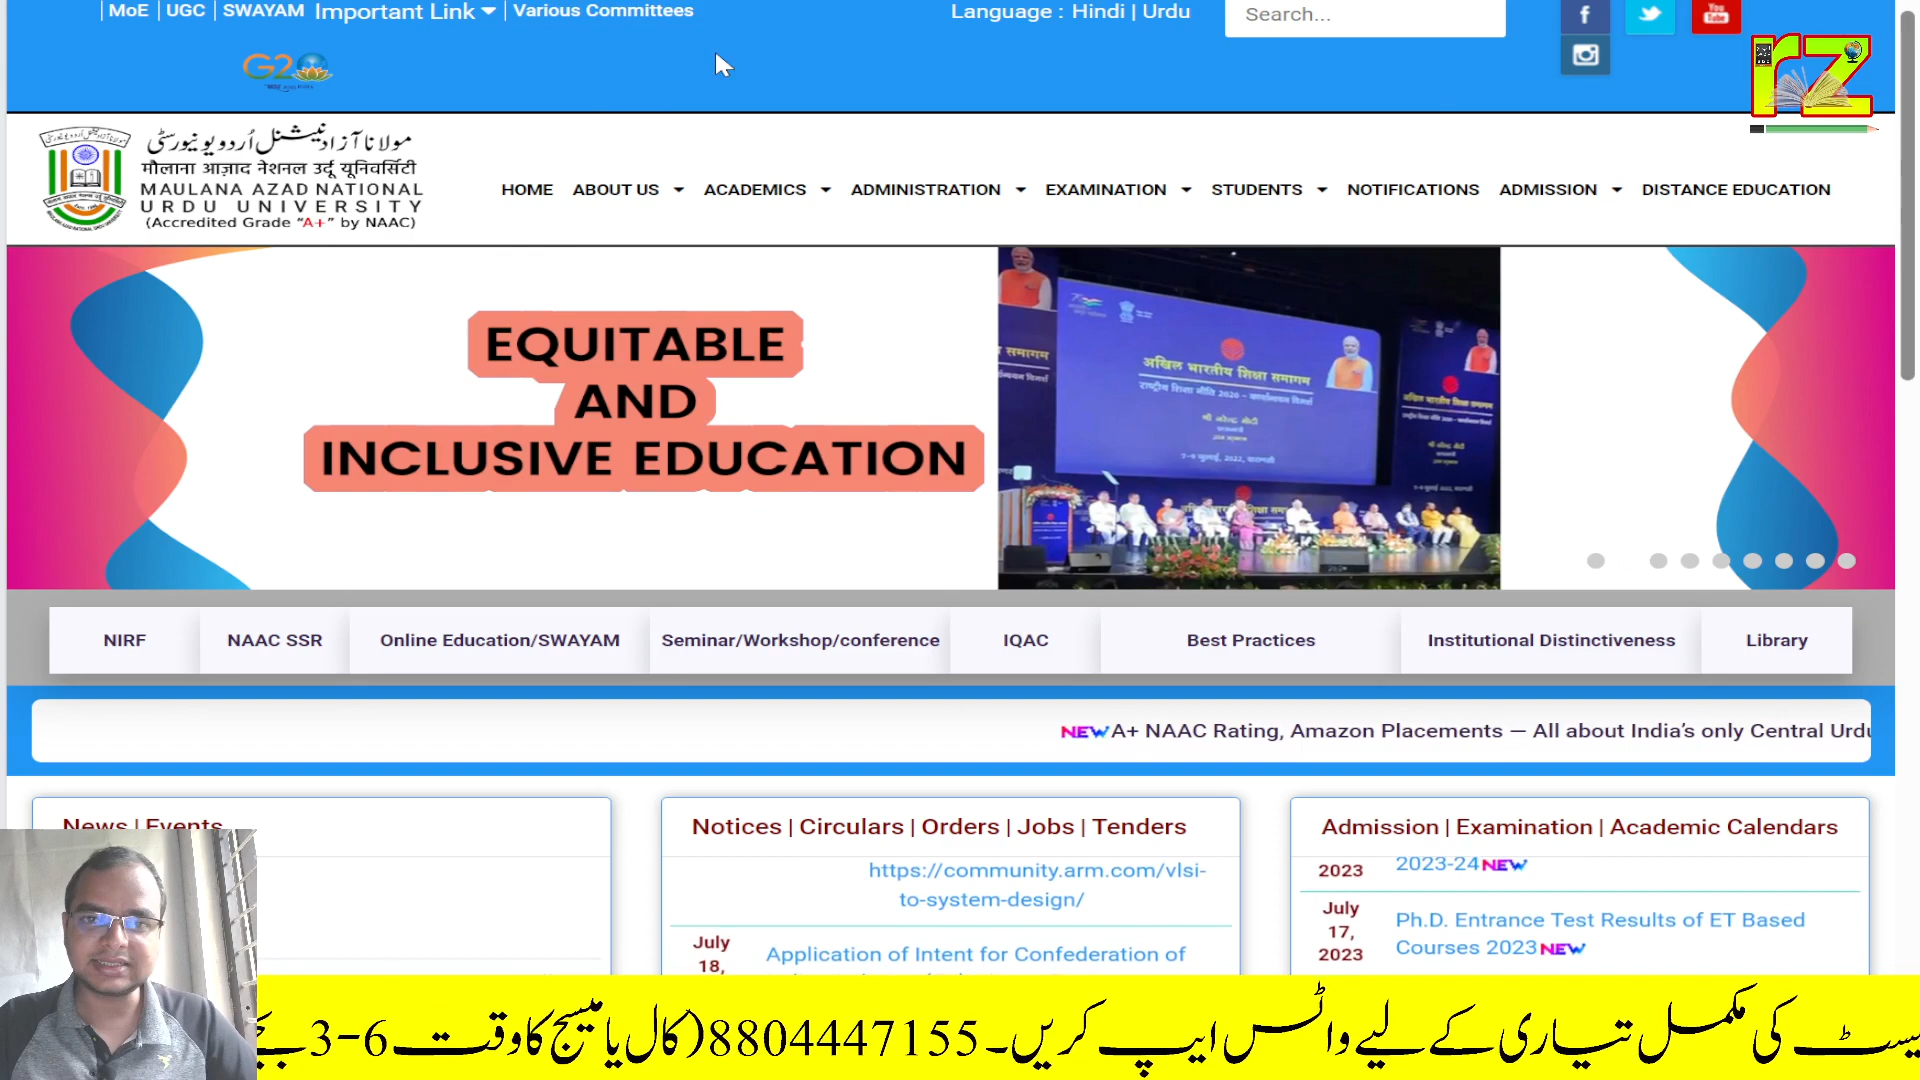 MoE | UGC | SWAYAM Important Link | Various Committees
Language : Hindi | Urdu
Search...
You Tube
G20
rz
مولانا آزاد نیشنل اُردو یونیورسٹی
मौलाना आज़ाद नेशनल उर्दू यूनिवर्सिटी
MAULANA AZAD NATIONAL
URDU UNIVERSITY
(Accredited Grade “A+” by NAAC)
HOME ABOUT US ACADEMICS ADMINISTRATION EXAMINATION STUDENTS NOTIFICATIONS ADMISSION DISTANCE EDUCATION
EQUITABLE
AND
INCLUSIVE EDUCATION
अखिल भारतीय शिक्षा समागम
NIRF NAAC SSR Online Education/SWAYAM Seminar/Workshop/conference IQAC Best Practices Institutional Distinctiveness Library
NEW A+ NAAC Rating, Amazon Placements — All about India’s only Central Urdu
News | Events
Notices | Circulars | Orders | Jobs | Tenders
https://community.arm.com/vlsi-
to-system-design/
July
18,
Application of Intent for Confederation of
Admission | Examination | Academic Calendars
2023
2023-24 NEW
July
17,
2023
Ph.D. Entrance Test Results of ET Based
Courses 2023 NEW
یسٹ کی مکمل تیاری کے لیے واٹس ایپ کریں۔ 8804447155 (کال یا میسج کا وقت 6-3 بجے